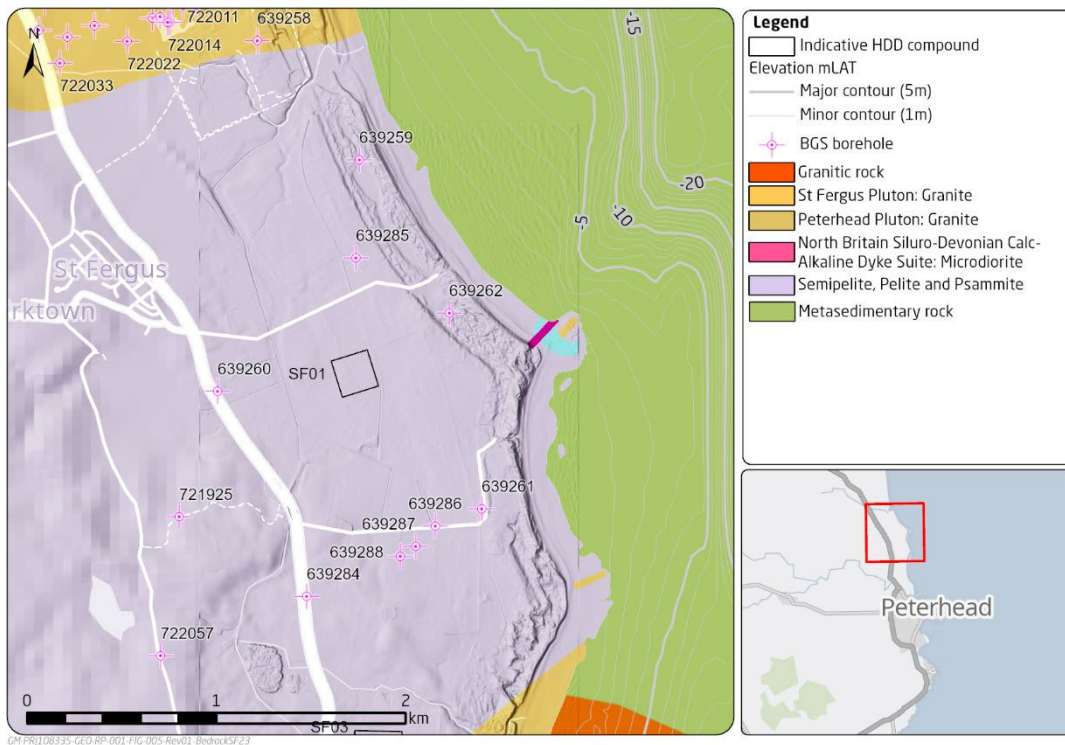 N
722011
639258
722014
722022
722033
-15
639259
-20
-10
-5
639285
St Fergus
rktown
639262
SF01
639260
721925
639286
639261
639287
639288
639284
722057
0
1
2
km
SF03
GM-PRJ108335-GEO-RP-001-FIG-005-Rev01-BedrockSF23
Legend
Indicative HDD compound
Elevation mLAT
Major contour (5m)
Minor contour (1m)
BGS borehole
Granitic rock
St Fergus Pluton: Granite
Peterhead Pluton: Granite
North Britain Siluro-Devonian Calc-
Alkaline Dyke Suite: Microdiorite
Semipelite, Pelite and Psammite
Metasedimentary rock
Peterhead